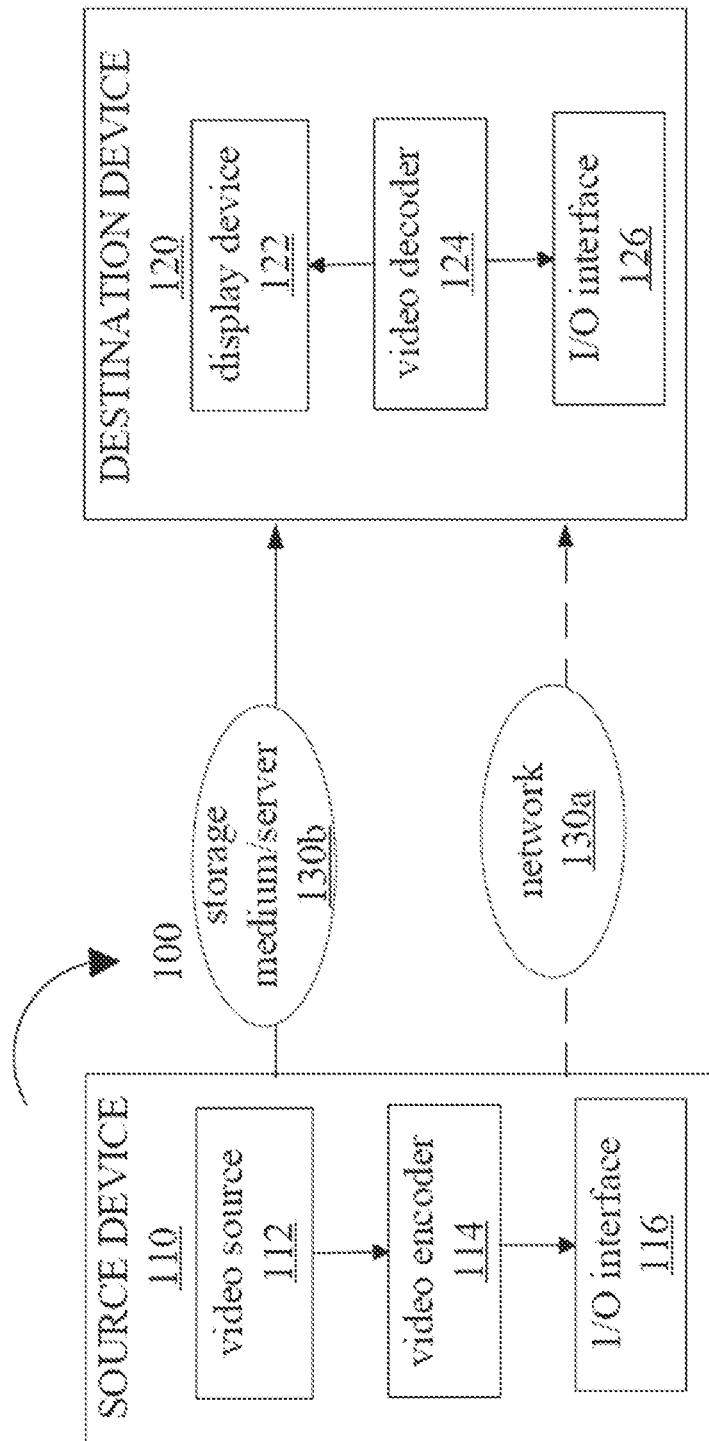 100
SOURCE DEVICE
110
video source
112
video encoder
114
I/O interface
116
storage
medium/server
130b
network
130a
DESTINATION DEVICE
120
display device
122
video decoder
124
I/O interface
126